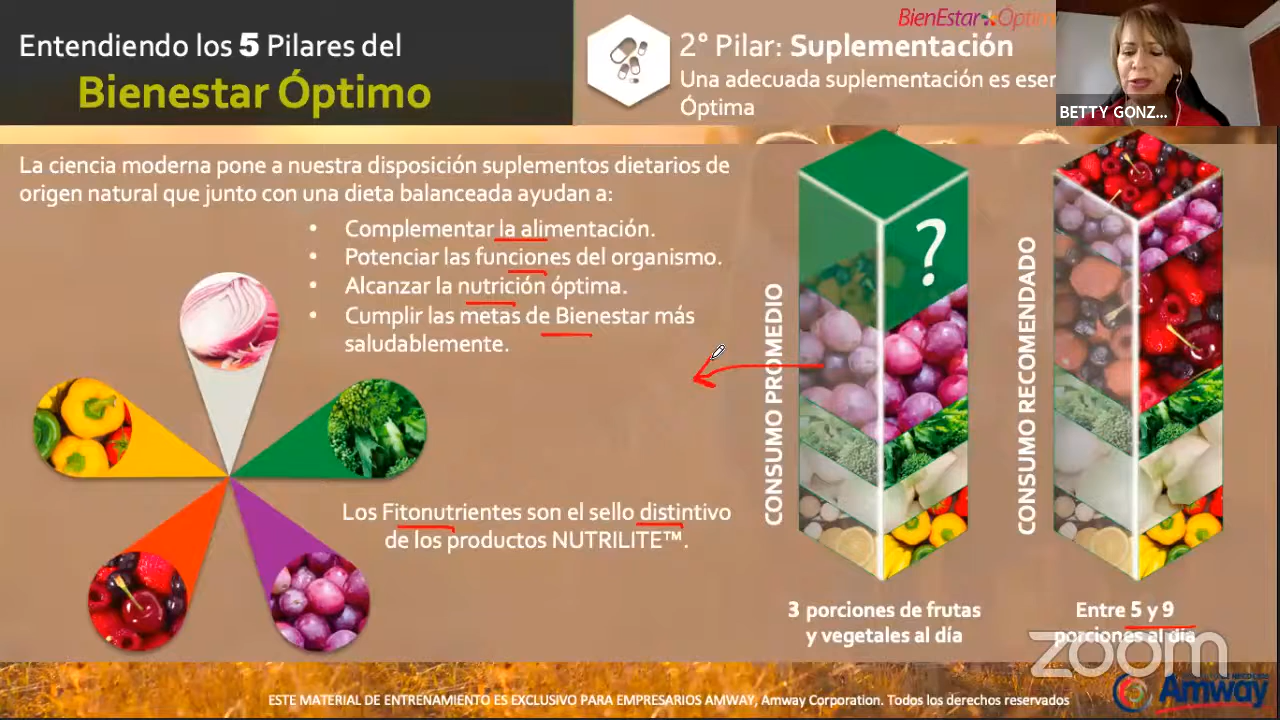 Entendiendo los 5 Pilares del
Bienestar Óptimo
BienEstar Óptim
2° Pilar: Suplementación
Una adecuada suplementación es esen
Óptima
BETTY GONZ...
La ciencia moderna pone a nuestra disposición suplementos dietarios de
origen natural que junto con una dieta balanceada ayudan a:
• Complementar la alimentación.
• Potenciar las funciones del organismo.
• Alcanzar la nutrición óptima.
• Cumplir las metas de Bienestar más
saludablemente.
Los Fitonutrientes son el sello distintivo
de los productos NUTRILITE™.
CONSUMO PROMEDIO
?
3 porciones de frutas
y vegetales al día
CONSUMO RECOMENDADO
Entre 5 y 9
porciones al día
zoom
Amway
ESTE MATERIAL DE ENTRENAMIENTO ES EXCLUSIVO PARA EMPRESARIOS AMWAY, Amway Corporation. Todos los derechos reservados